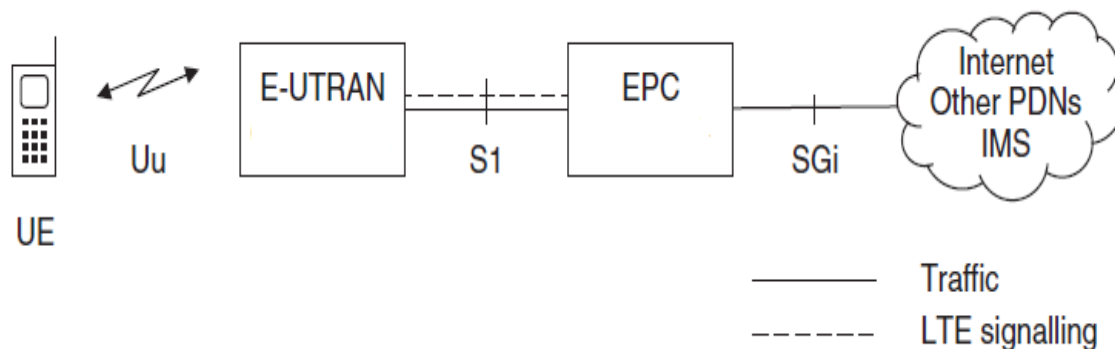 E-UTRAN
EPC
Internet
Other PDNs
IMS
Uu
S1
SGi
UE
Traffic
LTE signalling